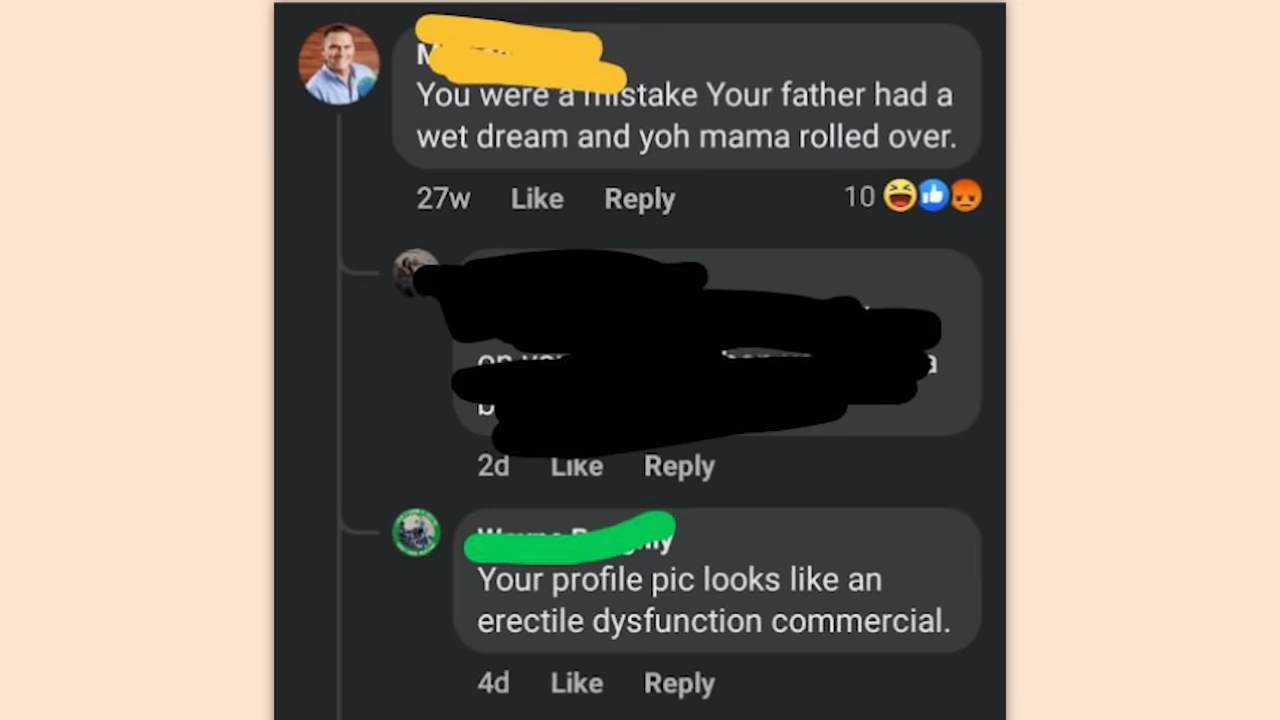 You were a mistake Your father had a
wet dream and yoh mama rolled over.
27w Like Reply 10
2d Like Reply
Your profile pic looks like an
erectile dysfunction commercial.
4d Like Reply